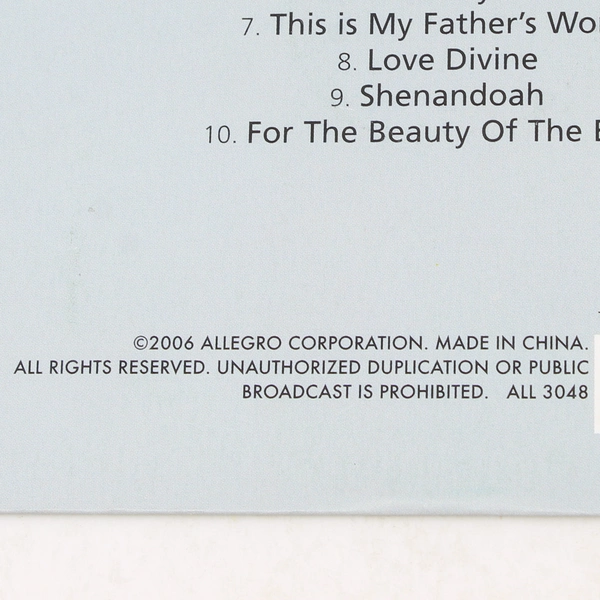 7. This is My Father's Wo
8. Love Divine
9. Shenandoah
10. For The Beauty Of The E
©2006 ALLEGRO CORPORATION. MADE IN CHINA.
ALL RIGHTS RESERVED. UNAUTHORIZED DUPLICATION OR PUBLIC
BROADCAST IS PROHIBITED. ALL 3048